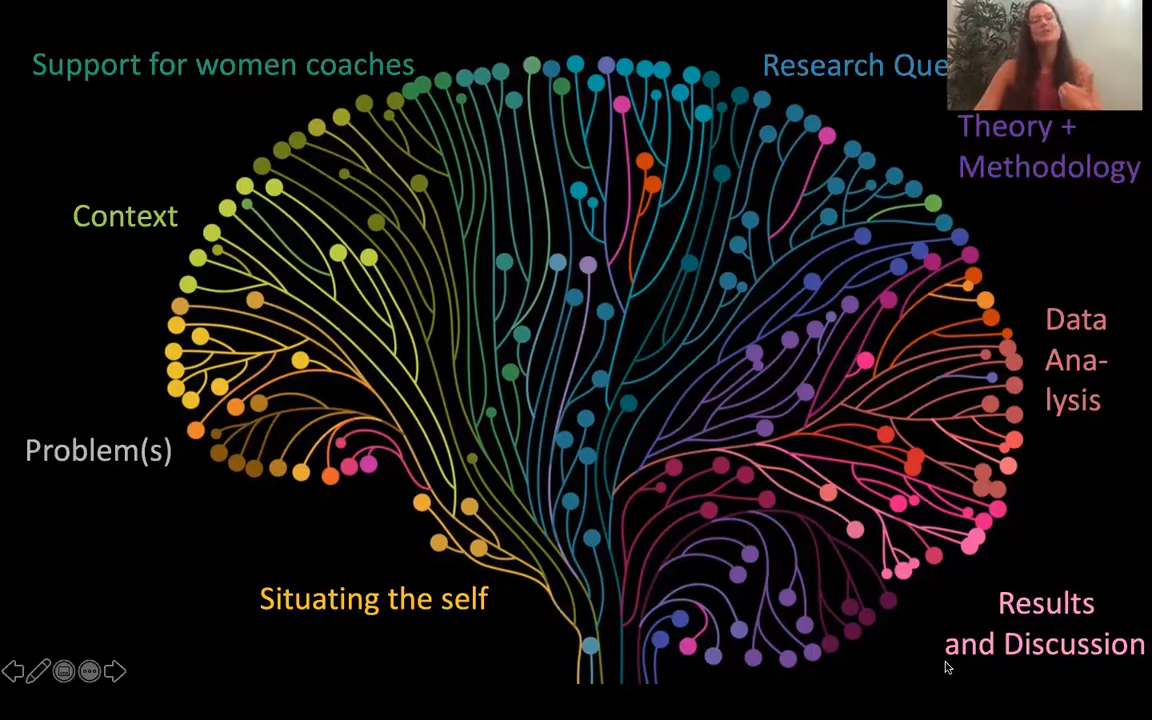 Support for women coaches
Research Que
Theory +
Methodology
Context
Data
Ana-
lysis
Problem(s)
Situating the self
Results
and Discussion